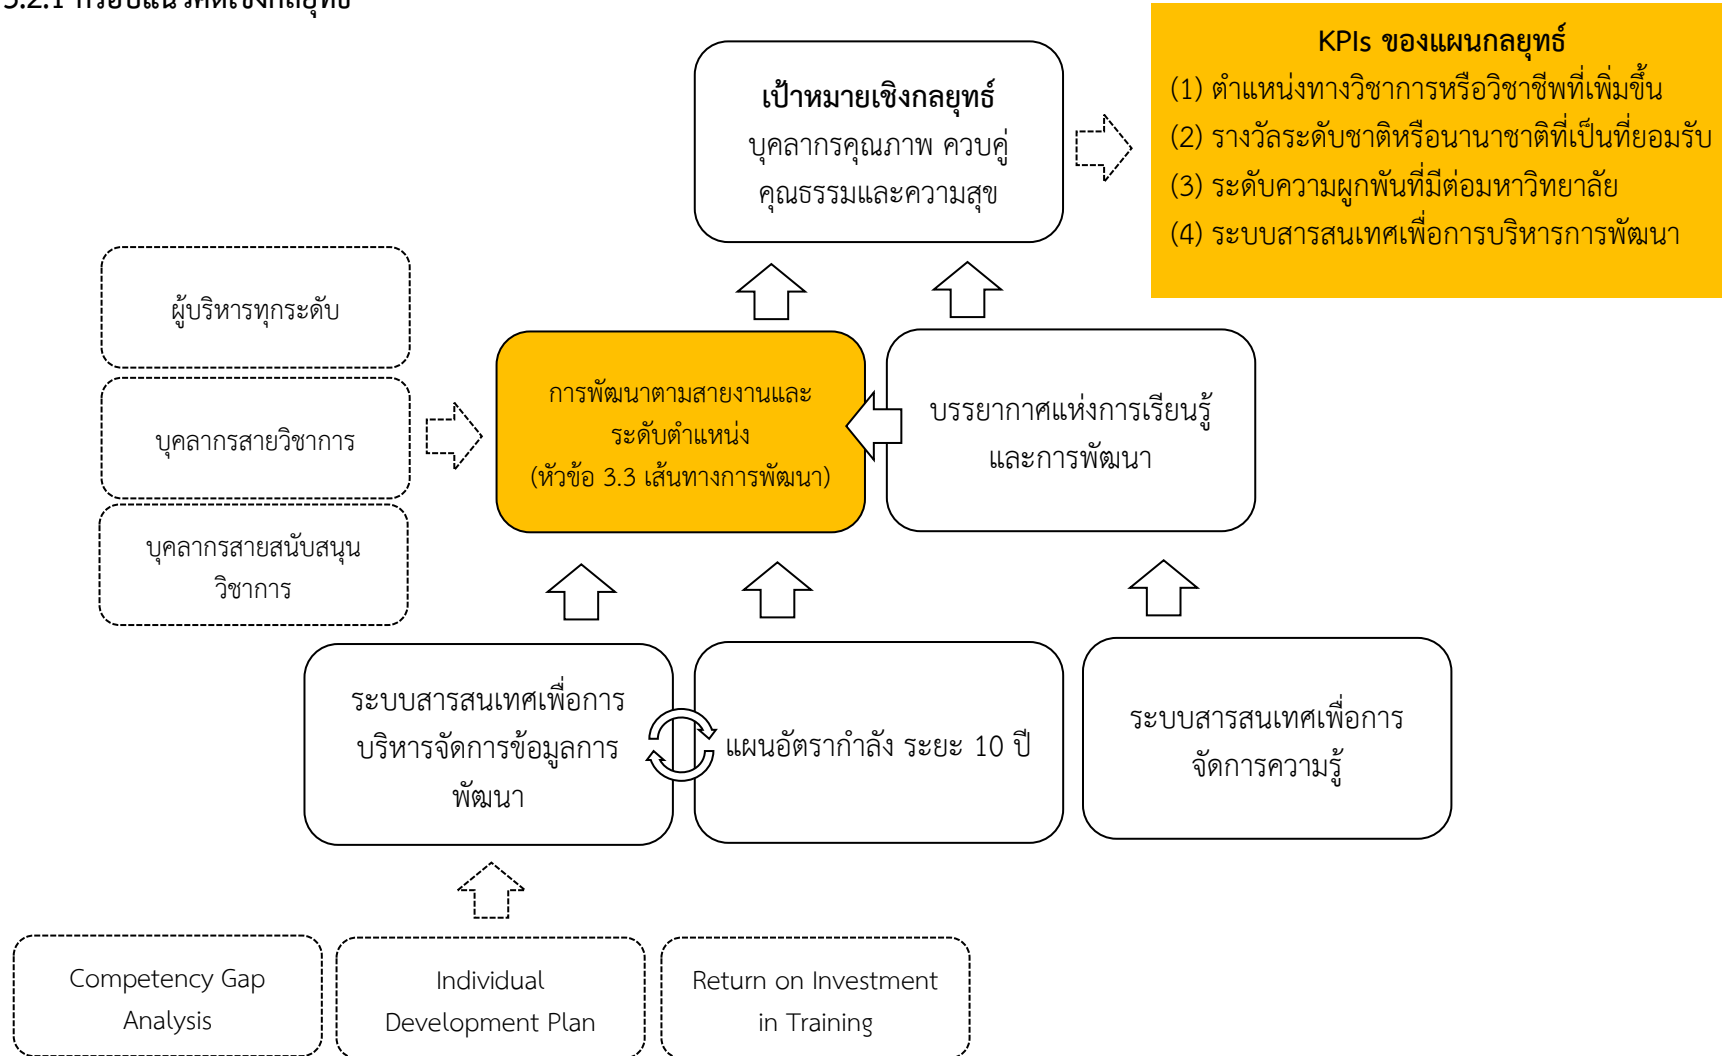 3.2.1 กรอบแนวคิดเชิงกลยุทธ์
KPIs ของแผนกลยุทธ์
(1) ตำแหน่งทางวิชาการหรือวิชาชีพที่เพิ่มขึ้น
(2) รางวัลระดับชาติหรือนานาชาติที่เป็นที่ยอมรับ
(3) ระดับความผูกพันที่มีต่อมหาวิทยาลัย
(4) ระบบสารสนเทศเพื่อการบริหารการพัฒนา
เป้าหมายเชิงกลยุทธ์
บุคลากรคุณภาพ ควบคู่
คุณธรรมและความสุข
ผู้บริหารทุกระดับ
บุคลากรสายวิชาการ
บุคลากรสายสนับสนุน
วิชาการ
การพัฒนาตามสายงานและ
ระดับตำแหน่ง
(หัวข้อ 3.3 เส้นทางการพัฒนา)
บรรยากาศแห่งการเรียนรู้
และการพัฒนา
ระบบสารสนเทศเพื่อการ
บริหารจัดการข้อมูลการ
พัฒนา
แผนอัตรากำลัง ระยะ 10 ปี
ระบบสารสนเทศเพื่อการ
จัดการความรู้
Competency Gap
Analysis
Individual
Development Plan
Return on Investment
in Training